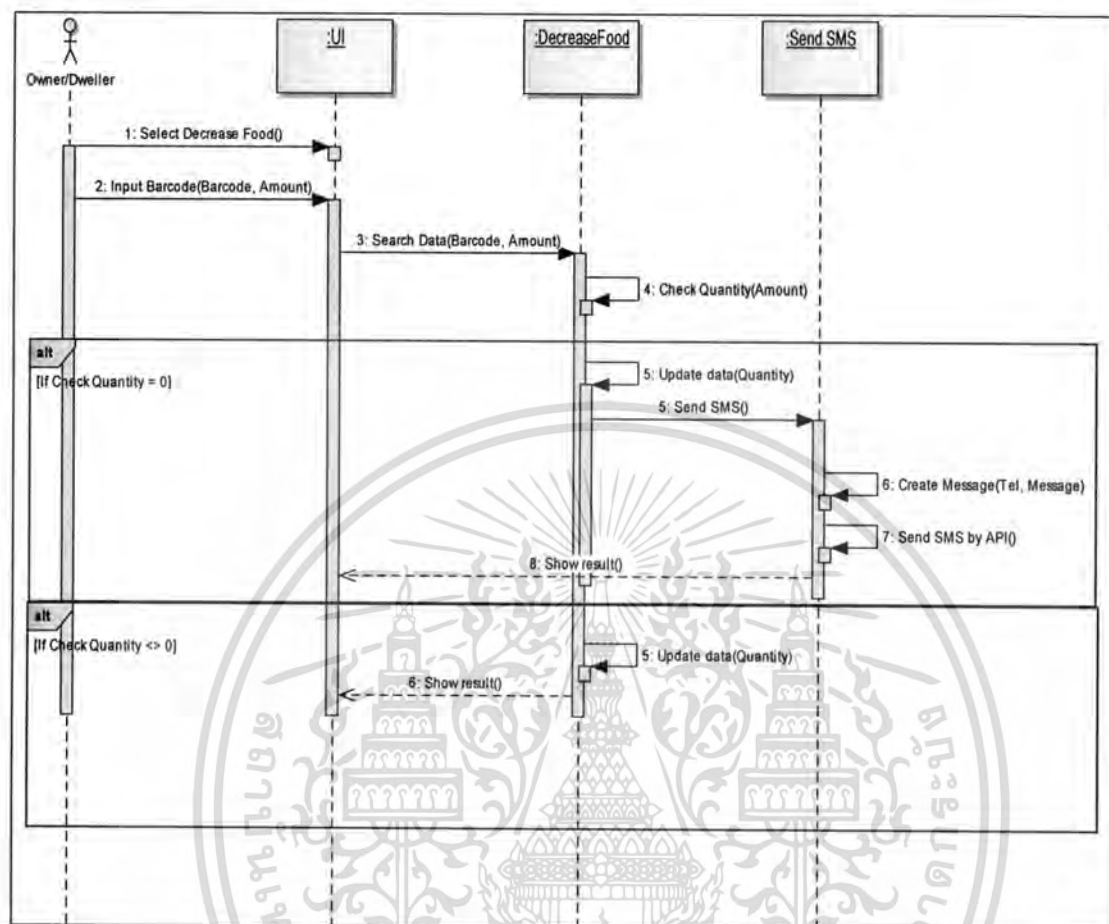 Owner/Dweller
:UI
:DecreaseFood
:Send SMS
1: Select Decrease Food()
2: Input Barcode(Barcode, Amount)
3: Search Data(Barcode, Amount)
4: Check Quantity(Amount)
alt
[If Check Quantity = 0]
5: Update data(Quantity)
5: Send SMS()
6: Create Message(Tel, Message)
7: Send SMS by API()
8: Show result()
alt
[If Check Quantity <> 0]
5: Update data(Quantity)
6: Show result()